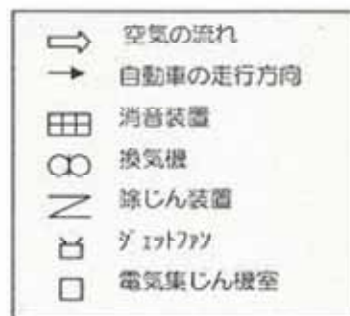 空気の流れ
自動車の走行方向
消音装置
換気機
除じん装置
ジェットファン
電気集じん機室